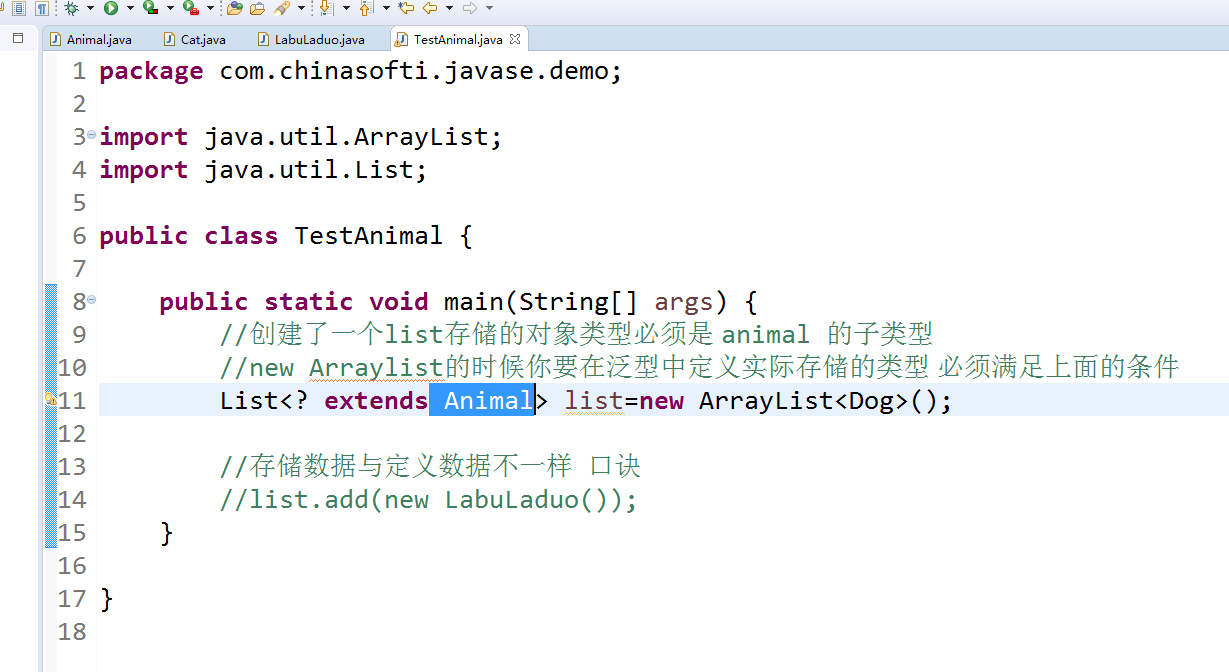 Animal.java Cat.java LabuLaduo.java TestAnimal.java
1 package com.chinasofti.javase.demo;
2
3 import java.util.ArrayList;
4 import java.util.List;
5
6 public class TestAnimal {
7
8 public static void main(String[] args) {
9 //创建了一个list存储的对象类型必须是animal 的子类型
10 //new Arraylist的时候你要在泛型中定义实际存储的类型 必须满足上面的条件
11 List<? extends Animal> list=new ArrayList<Dog>();
12
13 //存储数据与定义数据不一样 口诀
14 //list.add(new LabuLaduo());
15 }
16
17 }
18